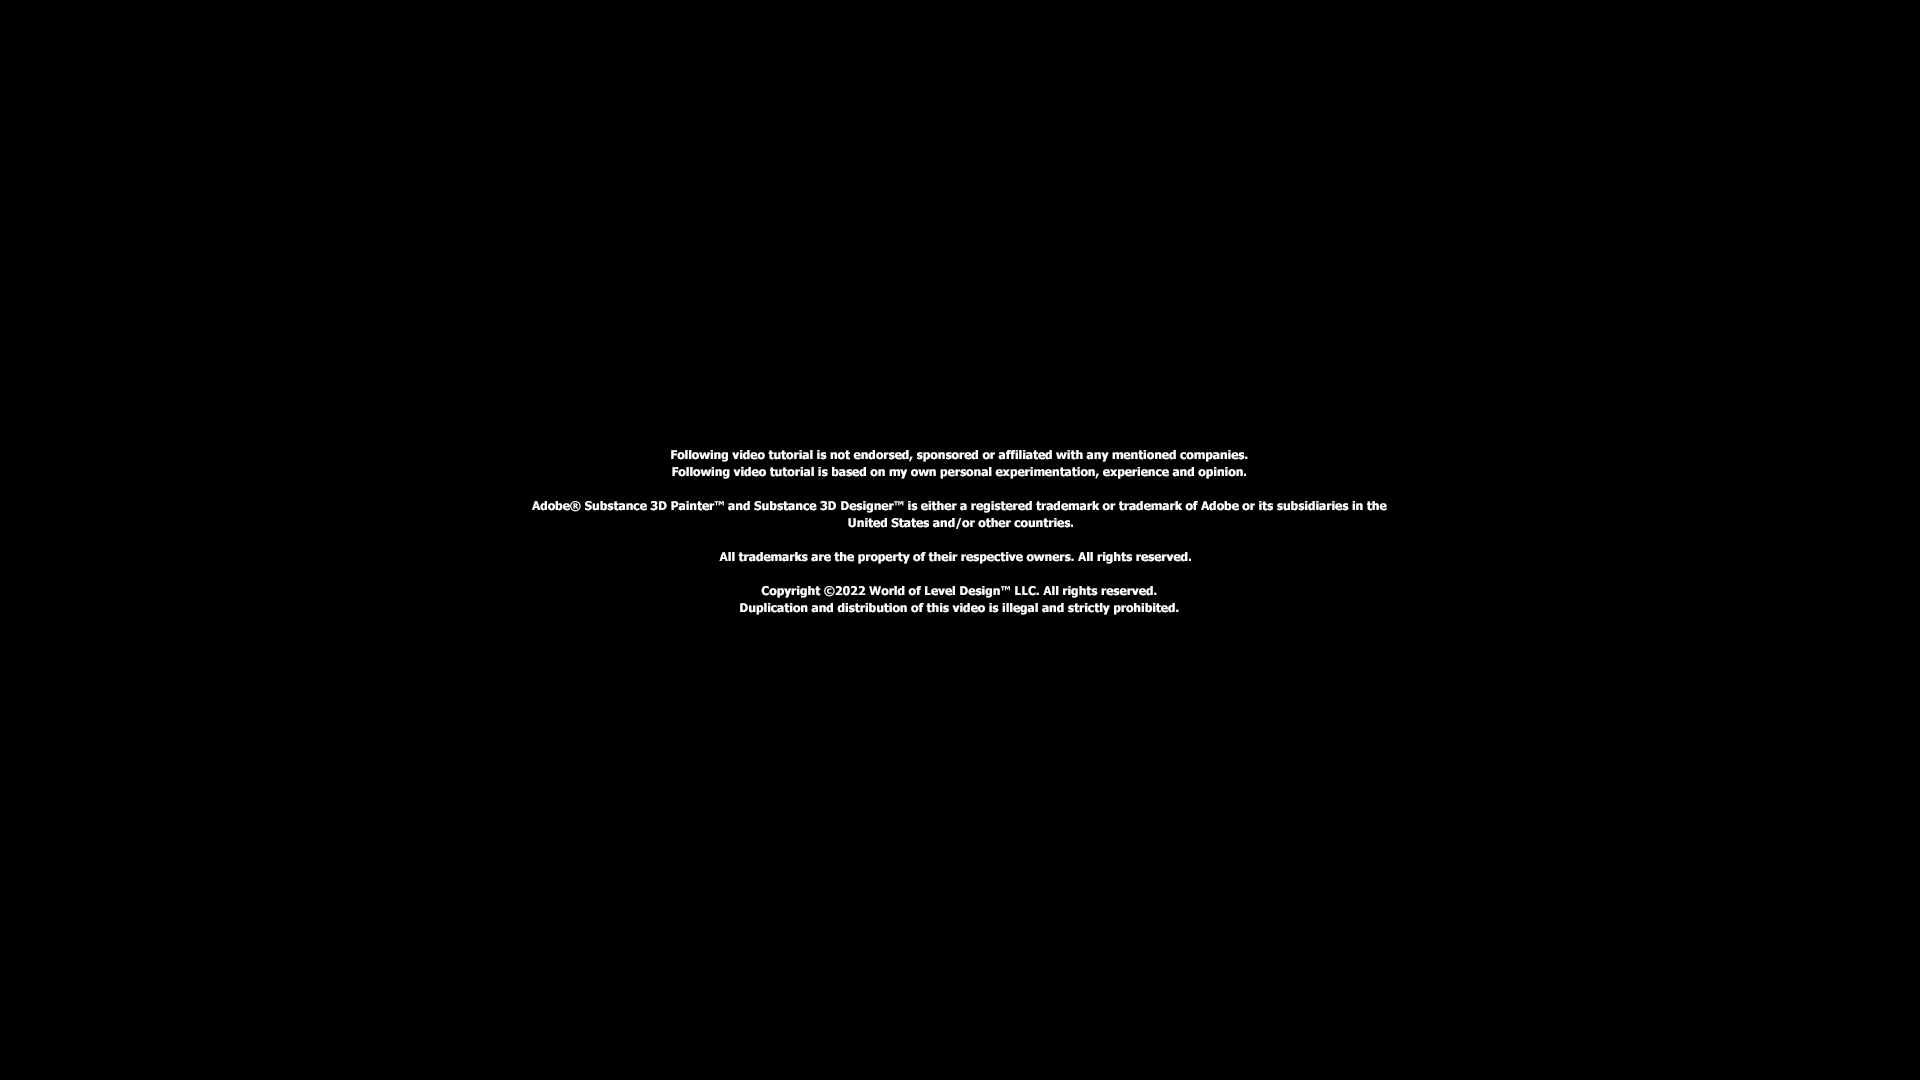 Following video tutorial is not endorsed, sponsored or affiliated with any mentioned companies.
Following video tutorial is based on my own personal experimentation, experience and opinion.
Adobe® Substance 3D Painter™ and Substance 3D Designer™ is either a registered trademark or trademark of Adobe or its subsidiaries in the
United States and/or other countries.
All trademarks are the property of their respective owners. All rights reserved.
Copyright ©2022 World of Level Design™ LLC. All rights reserved.
Duplication and distribution of this video is illegal and strictly prohibited.